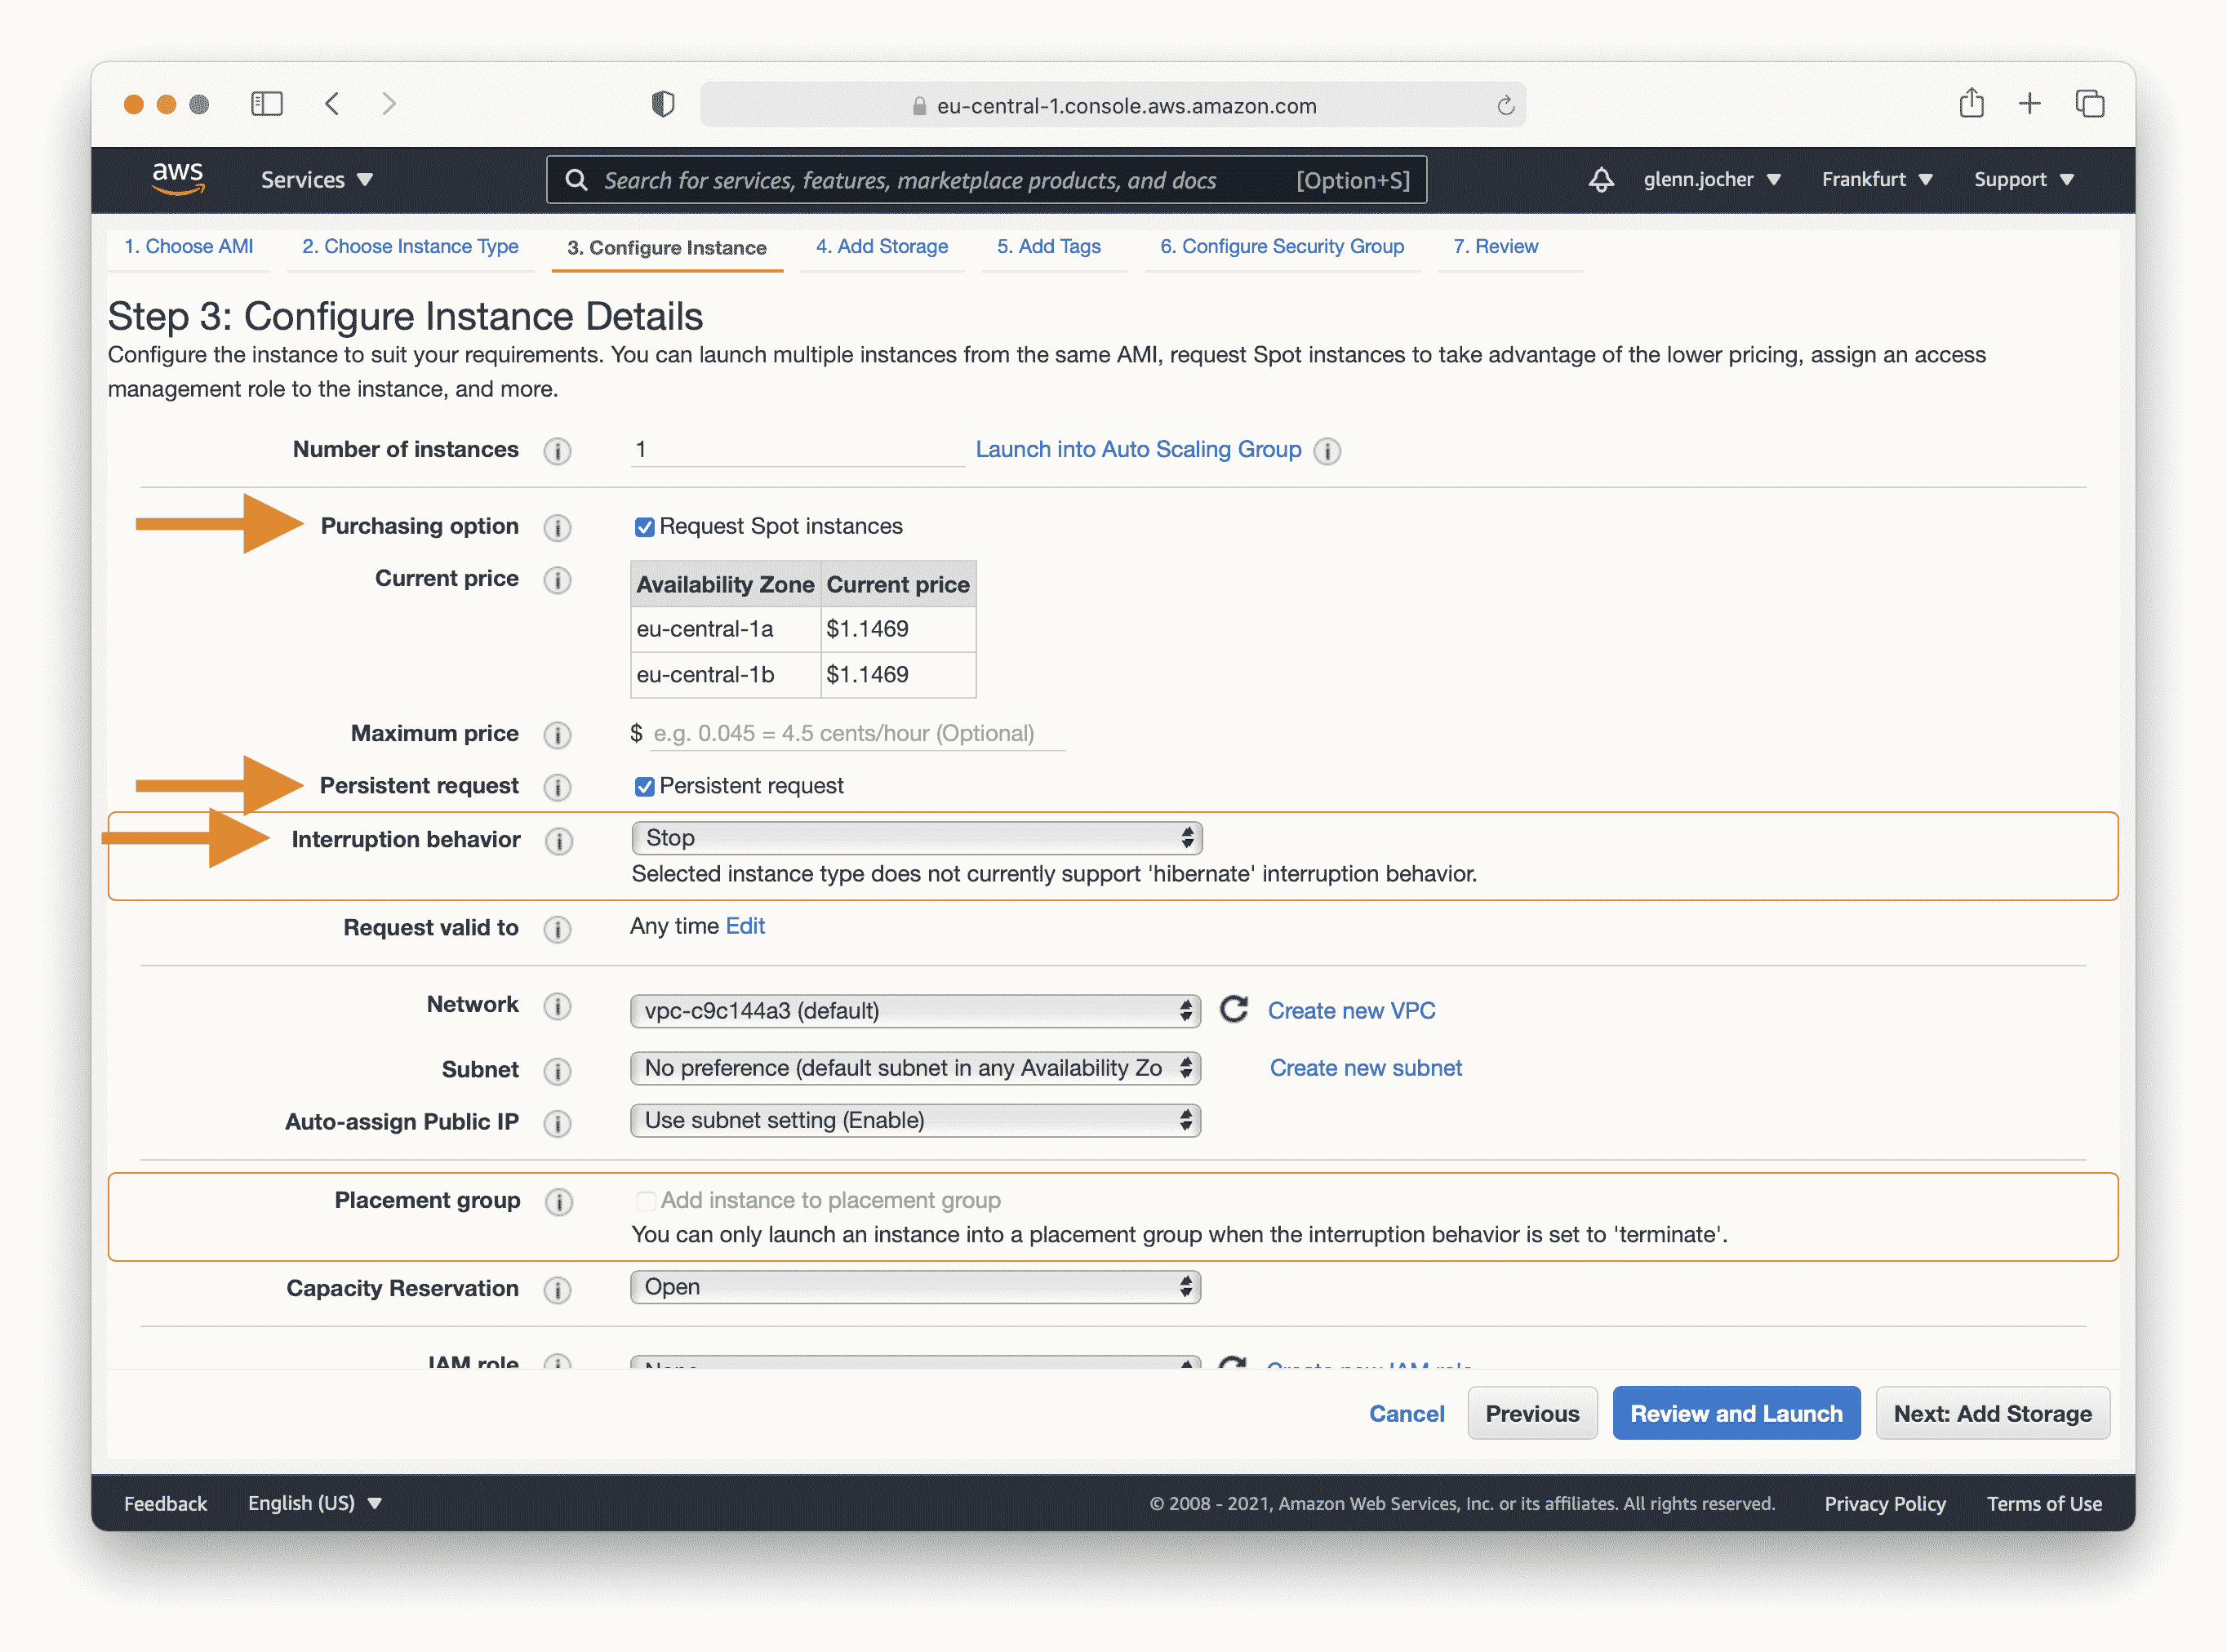 eu-central-1.console.aws.amazon.com
aws Services Search for services, features, marketplace products, and docs [Option+S] glenn.jocher Frankfurt Support
1. Choose AMI 2. Choose Instance Type 3. Configure Instance 4. Add Storage 5. Add Tags 6. Configure Security Group 7. Review
Step 3: Configure Instance Details
Configure the instance to suit your requirements. You can launch multiple instances from the same AMI, request Spot instances to take advantage of the lower pricing, assign an access
management role to the instance, and more.
Number of instances i 1 Launch into Auto Scaling Group i
Purchasing option i Request Spot instances
Current price i Availability Zone Current price
eu-central-1a $1.1469
eu-central-1b $1.1469
Maximum price i $ e.g. 0.045 = 4.5 cents/hour (Optional)
Persistent request i Persistent request
Interruption behavior i Stop
Selected instance type does not currently support 'hibernate' interruption behavior.
Request valid to i Any time Edit
Network i vpc-c9c144a3 (default) Create new VPC
Subnet i No preference (default subnet in any Availability Zo Create new subnet
Auto-assign Public IP i Use subnet setting (Enable)
Placement group i Add instance to placement group
You can only launch an instance into a placement group when the interruption behavior is set to 'terminate'.
Capacity Reservation i Open
IAM role i None Create new IAM role
Cancel Previous Review and Launch Next: Add Storage
Feedback English (US) © 2008 - 2021, Amazon Web Services, Inc. or its affiliates. All rights reserved. Privacy Policy Terms of Use